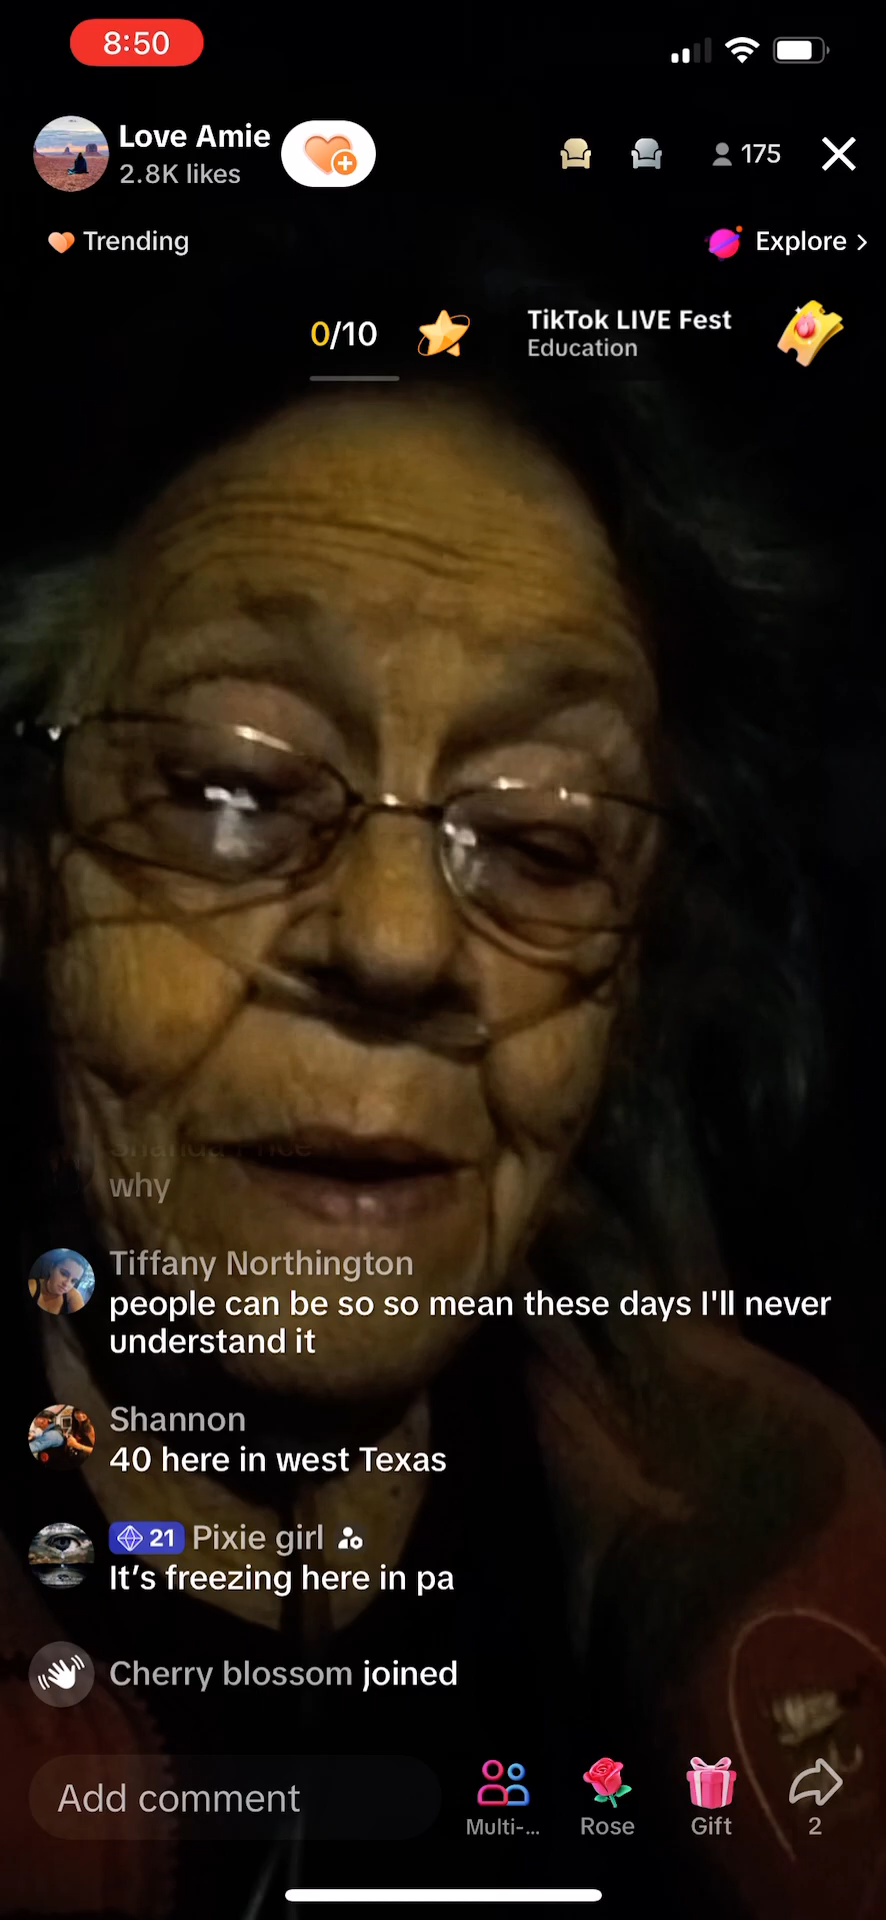 8:50
Love Amie
2.8K likes
175
Trending
Explore >
0/10
TikTok LIVE Fest
Education
why
Tiffany Northington
people can be so so mean these days I'll never
understand it
Shannon
40 here in west Texas
21 Pixie girl
It’s freezing here in pa
Cherry blossom joined
Add comment
Multi-...
Rose
Gift
2